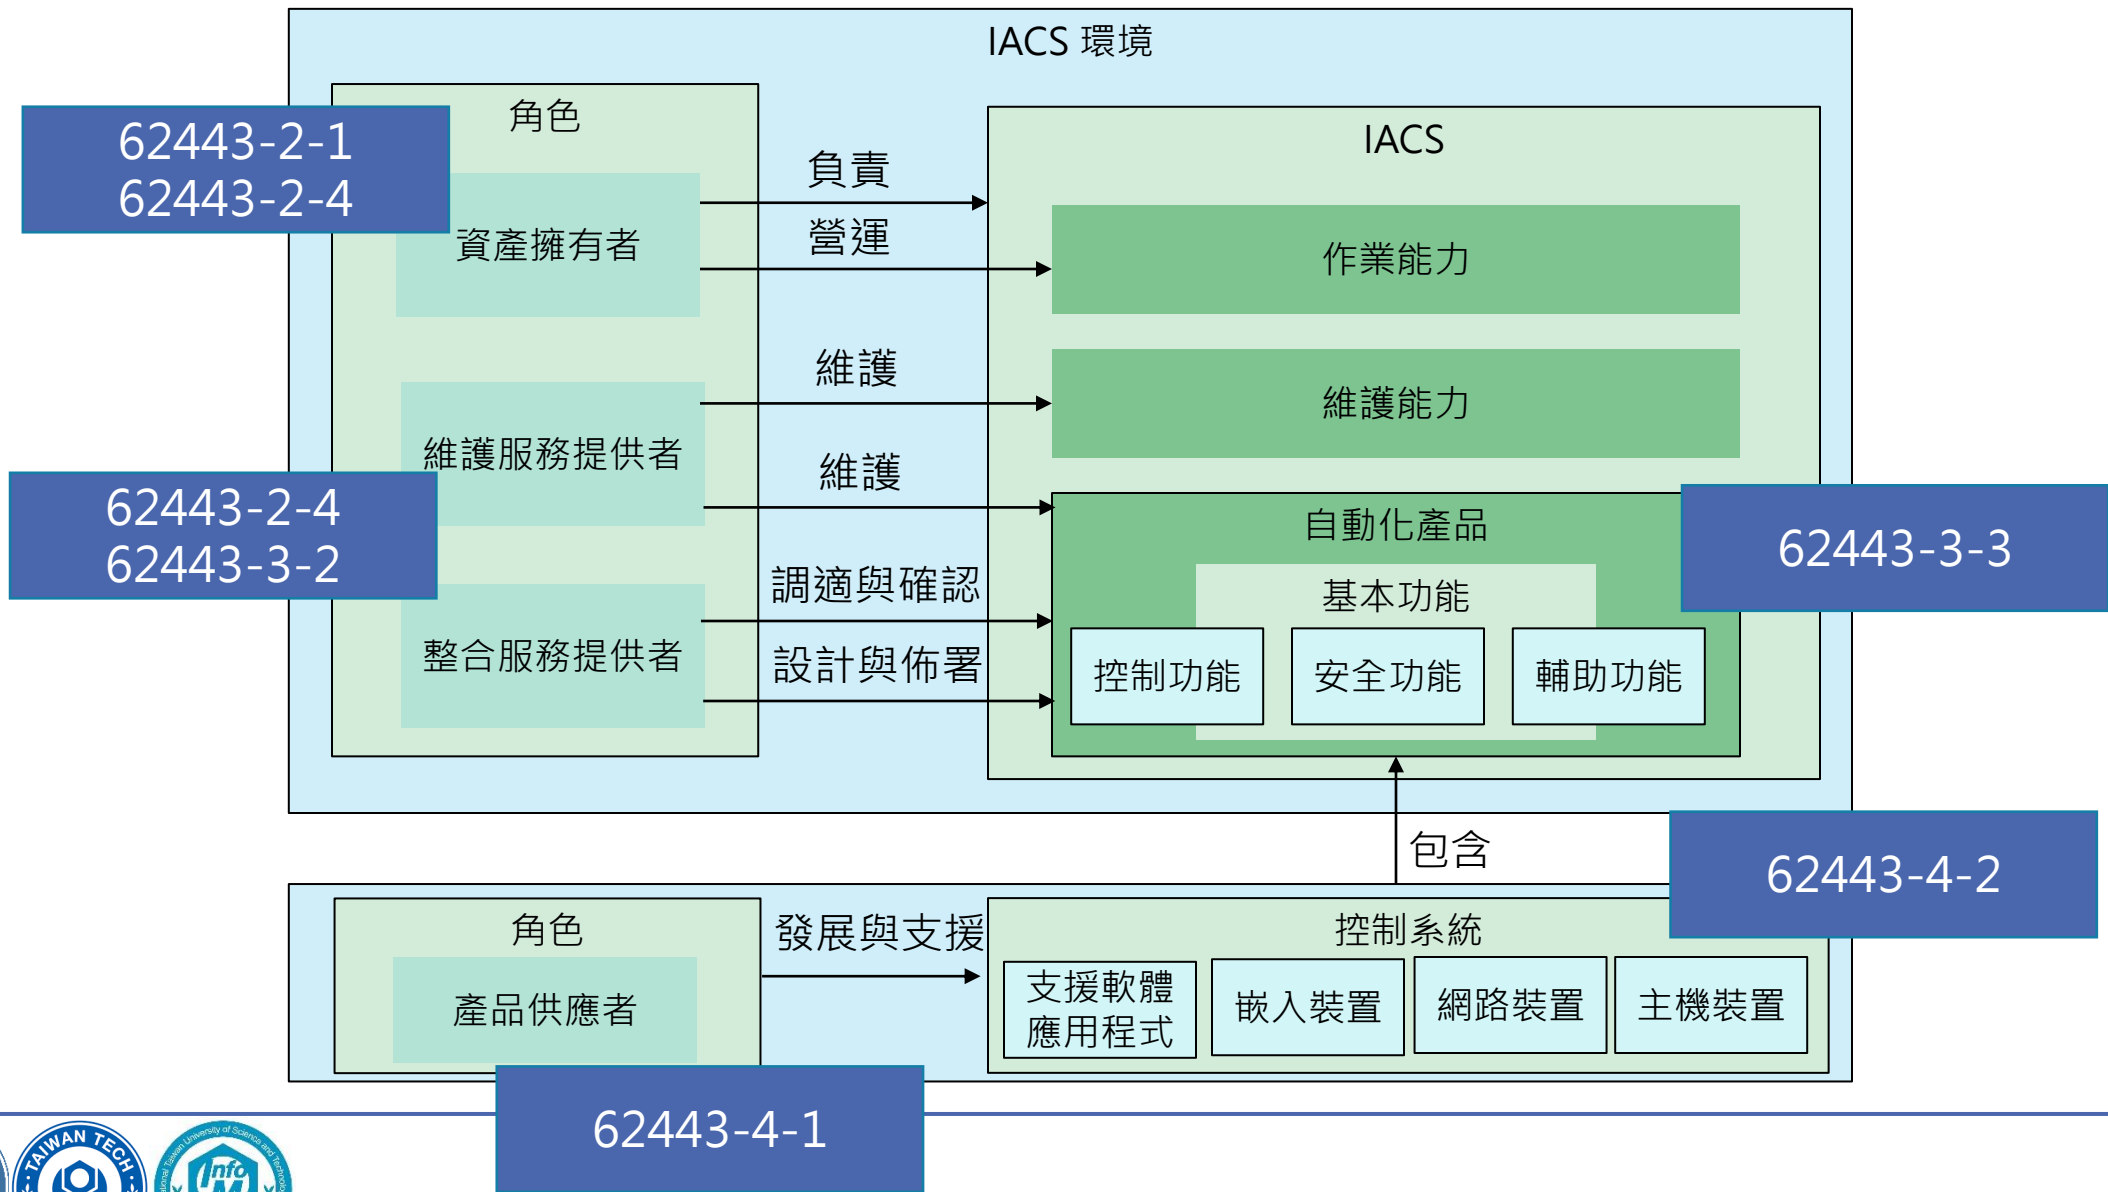 IACS 環境
角色
62443-2-1
62443-2-4
資產擁有者
負責
營運
IACS
作業能力
維護
維護能力
維護服務提供者
維護
62443-2-4
62443-3-2
自動化產品
62443-3-3
調適與確認
基本功能
整合服務提供者
設計與佈署
控制功能
安全功能
輔助功能
包含
62443-4-2
角色
產品供應者
發展與支援
控制系統
支援軟體
應用程式
嵌入裝置
網路裝置
主機裝置
62443-4-1
TAIWAN TECH
National Taiwan University of Science and Technology
Info
M